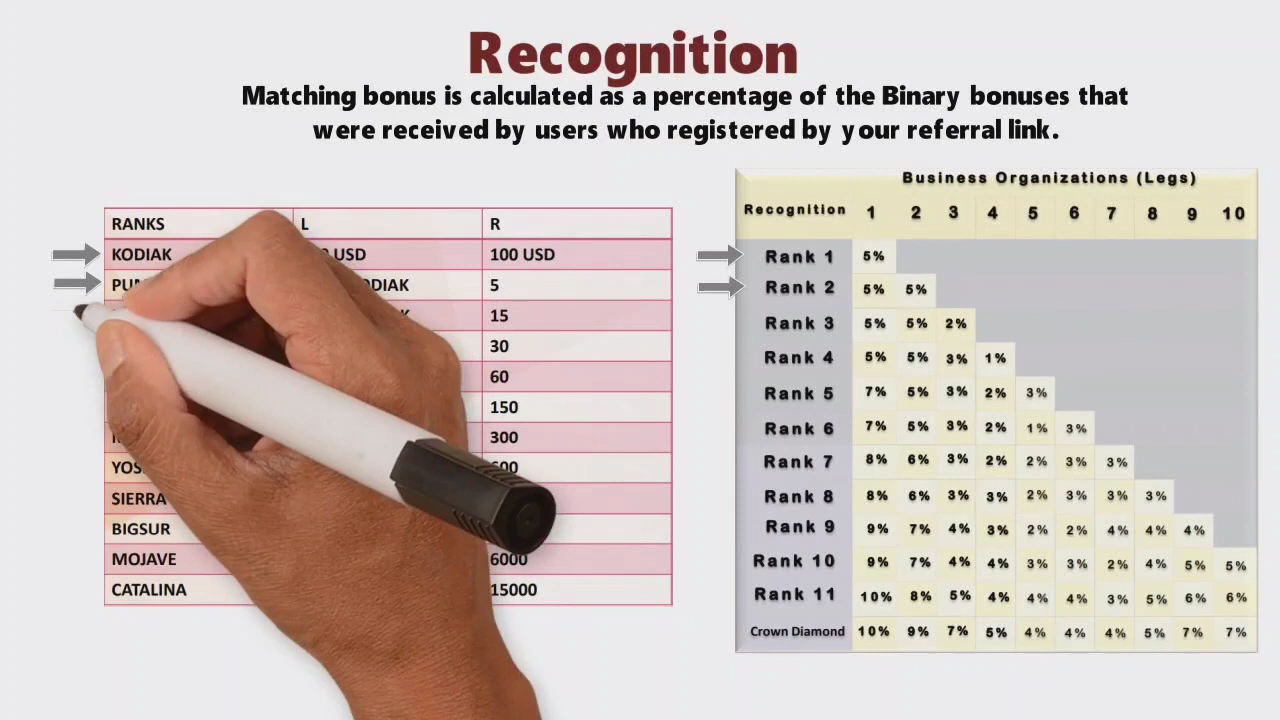 Recognition
Matching bonus is calculated as a percentage of the Binary bonuses that
were received by users who registered by your referral link.
RANKS L R
KODIAK USD 100 USD
5
15
30
60
150
300
SIERRA
BIGSUR
MOJAVE 6000
CATALINA 15000
Business Organizations (Legs)
Recognition 1 2 3 4 5 6 7 8 9 10
Rank 1 5%
Rank 2 5% 5%
Rank 3 5% 5% 2%
Rank 4 5% 5% 3% 1%
Rank 5 7% 5% 3% 2% 3%
Rank 6 7% 5% 3% 2% 1% 3%
Rank 7 8% 6% 3% 2% 2% 3% 3%
Rank 8 8% 6% 3% 3% 2% 3% 3% 3%
Rank 9 9% 7% 4% 3% 2% 2% 4% 4% 4%
Rank 10 9% 7% 4% 4% 3% 3% 2% 4% 5% 5%
Rank 11 10% 8% 5% 4% 4% 4% 3% 5% 6% 6%
Crown Diamond 10% 9% 7% 5% 4% 4% 4% 5% 7% 7%